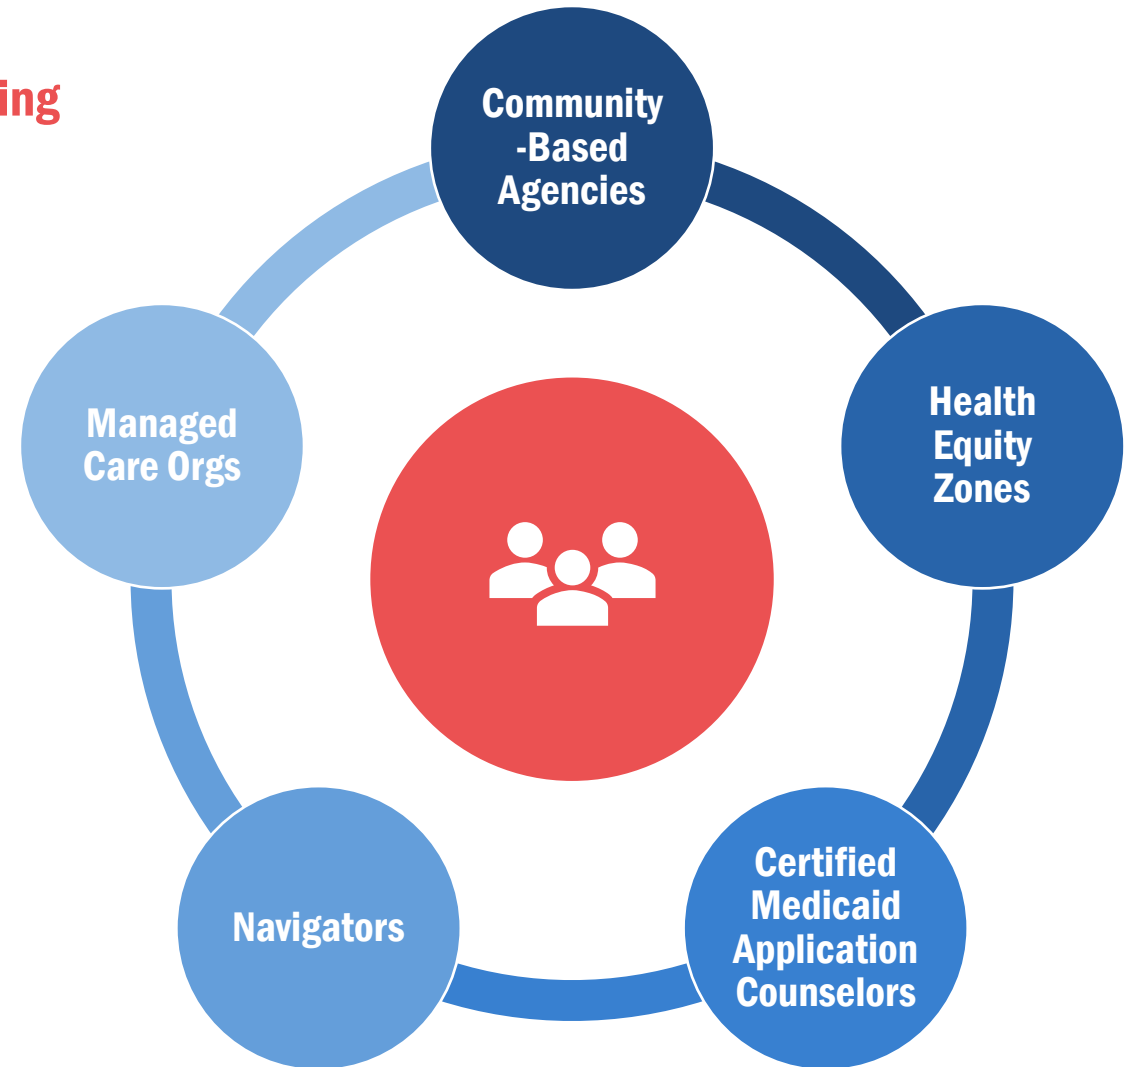 ing
Community
-Based
Agencies
Health
Equity
Zones
Certified
Medicaid
Application
Counselors
Navigators
Managed
Care Orgs